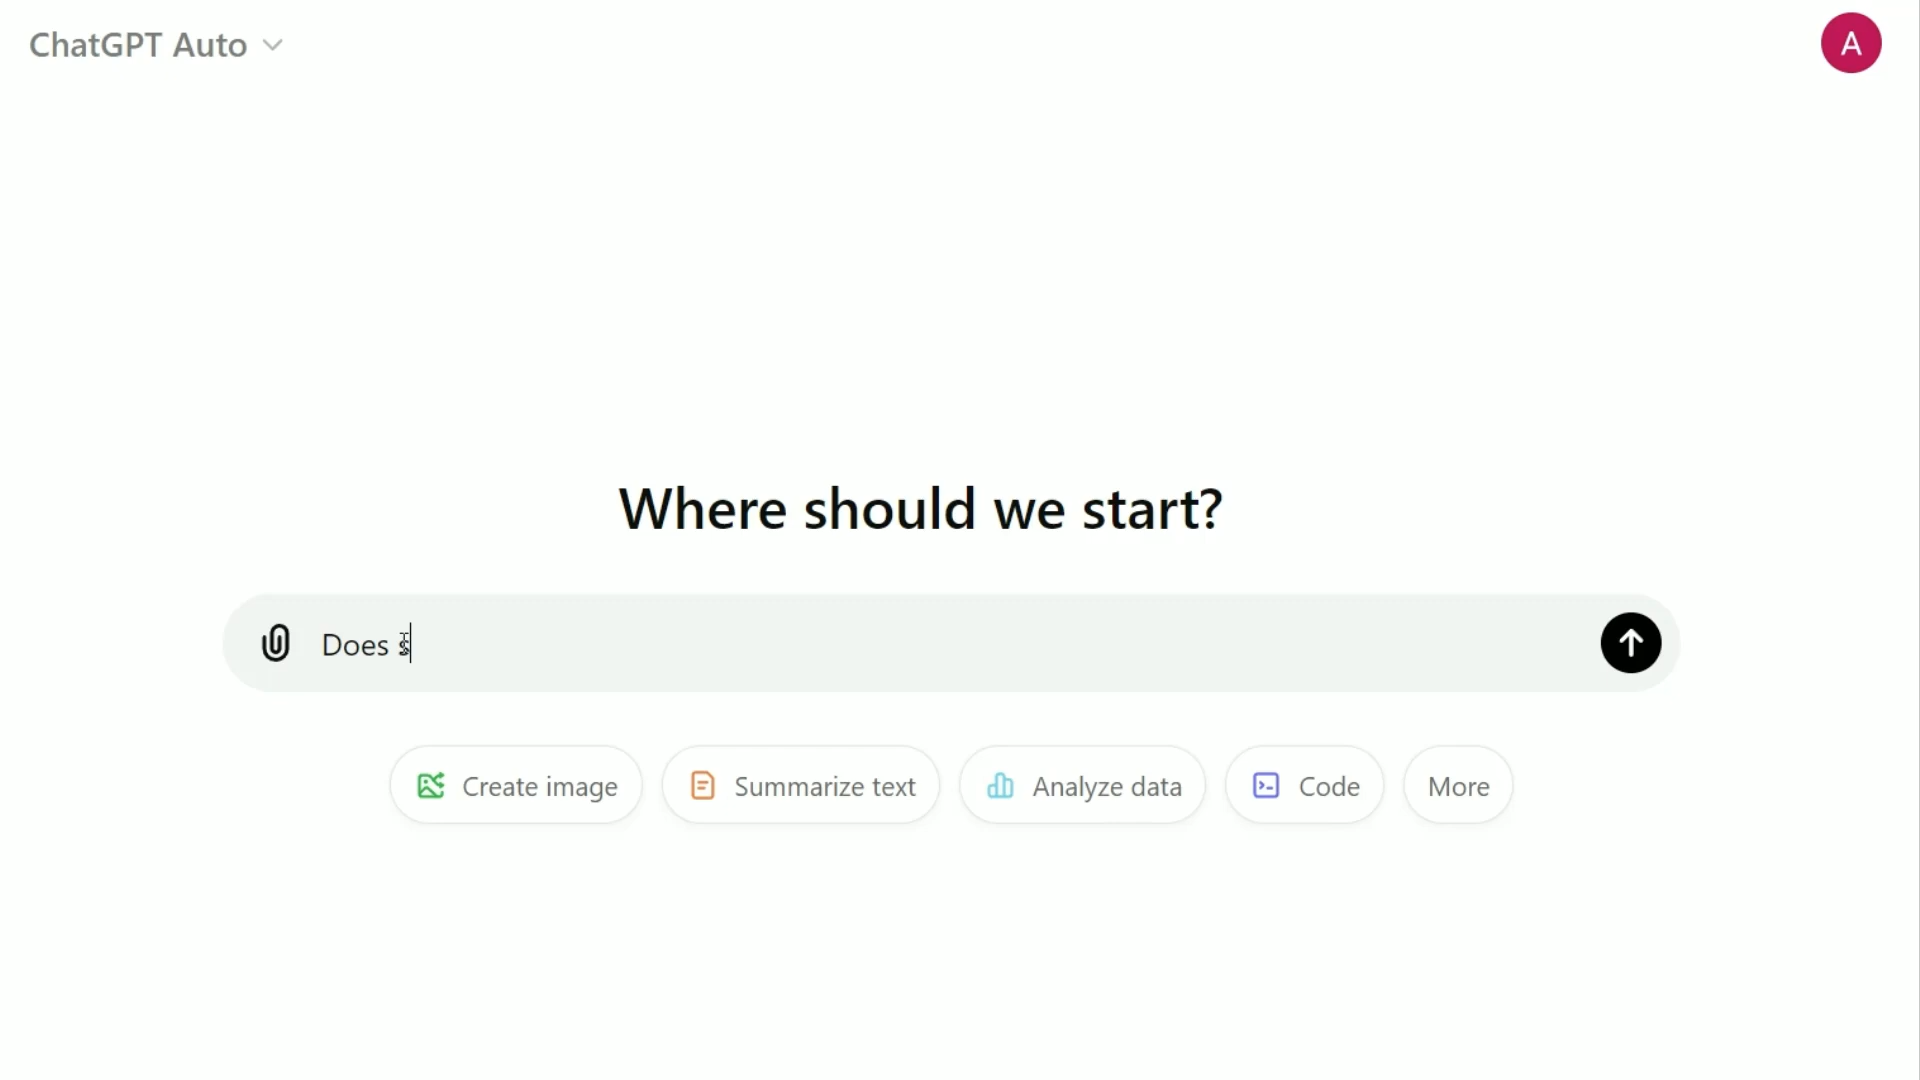 ChatGPT Auto
A
Where should we start?
Does s
Create image
Summarize text
Analyze data
Code
More